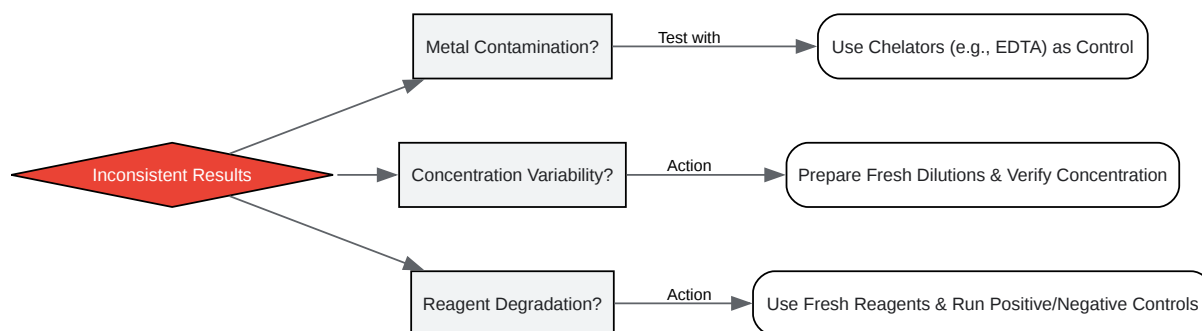 Metal Contamination?
Test with
Use Chelators (e.g., EDTA) as Control
Inconsistent Results
Concentration Variability?
Action
Prepare Fresh Dilutions & Verify Concentration
Reagent Degradation?
Action
Use Fresh Reagents & Run Positive/Negative Controls